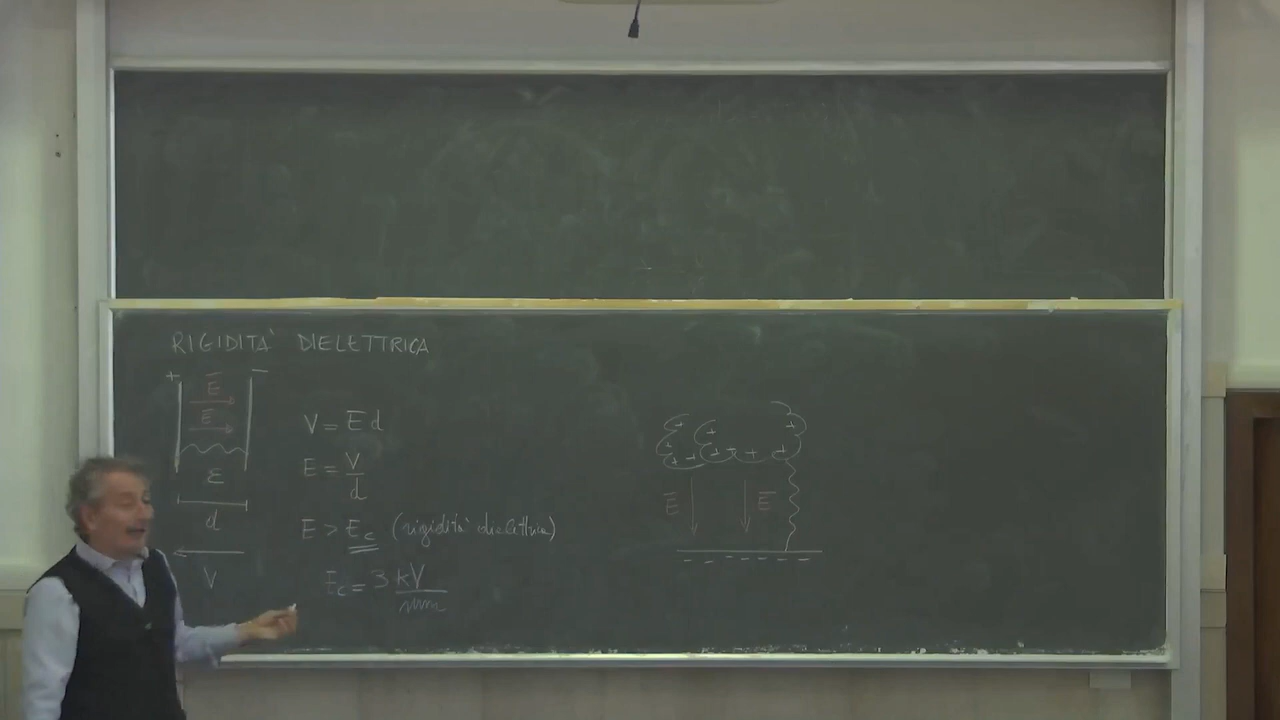 RIGIDITÀ DIELETTRICA
+ −
E
E
ε
d
V
V = E d
E = V/d
E > Ec (rigidità dielettrica)
Ec = 3 kV/mm
+ + + + + + + + +
E E
− − − − − − −